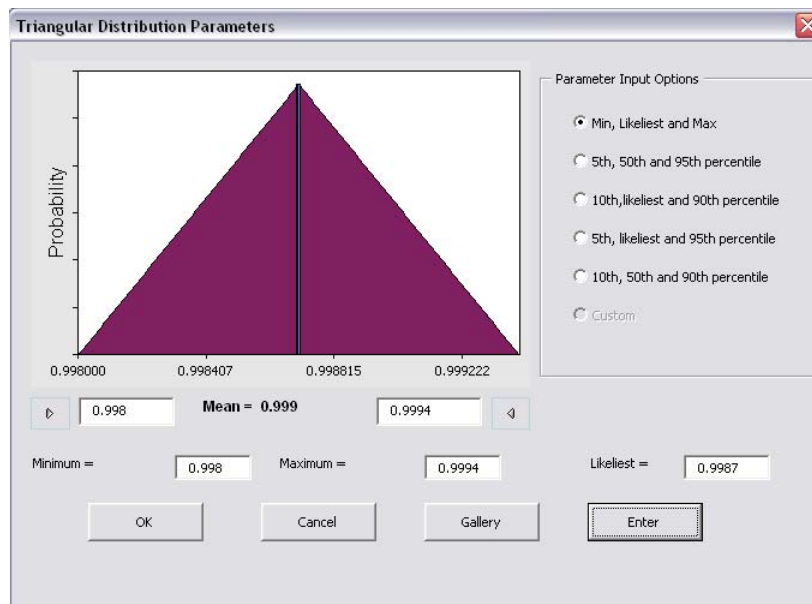 Triangular Distribution Parameters
Probability
0.998000 0.998407 0.998815 0.999222
0.998 Mean = 0.999 0.9994
Parameter Input Options
Min, Likeliest and Max
5th, 50th and 95th percentile
10th,likeliest and 90th percentile
5th, likeliest and 95th percentile
10th, 50th and 90th percentile
Custom
Minimum = 0.998 Maximum = 0.9994 Likeliest = 0.9987
OK Cancel Gallery Enter